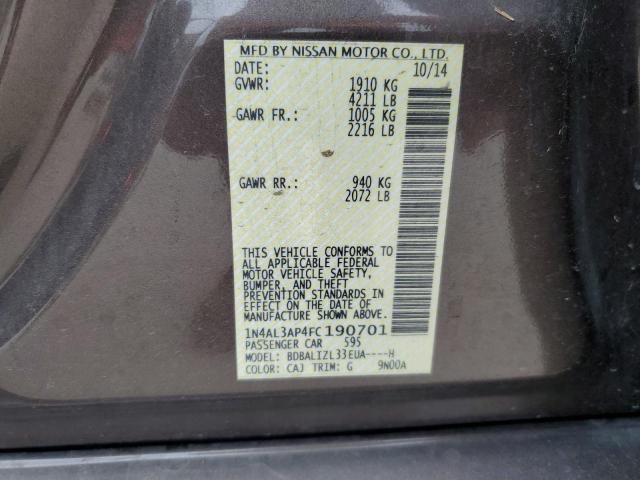 MFD BY NISSAN MOTOR CO., LTD.
DATE: 10/14
GVWR: 1910 KG
4211 LB
GAWR FR.: 1005 KG
2216 LB
GAWR RR.: 940 KG
2072 LB
THIS VEHICLE CONFORMS TO
ALL APPLICABLE FEDERAL
MOTOR VEHICLE SAFETY,
BUMPER, AND THEFT
PREVENTION STANDARDS IN
EFFECT ON THE DATE OF
MANUFACTURE SHOWN ABOVE.
1N4AL3AP4FC190701
PASSENGER CAR 595
MODEL: BDBALIZL33EUA----H
COLOR: CAJ TRIM: G 9N00A